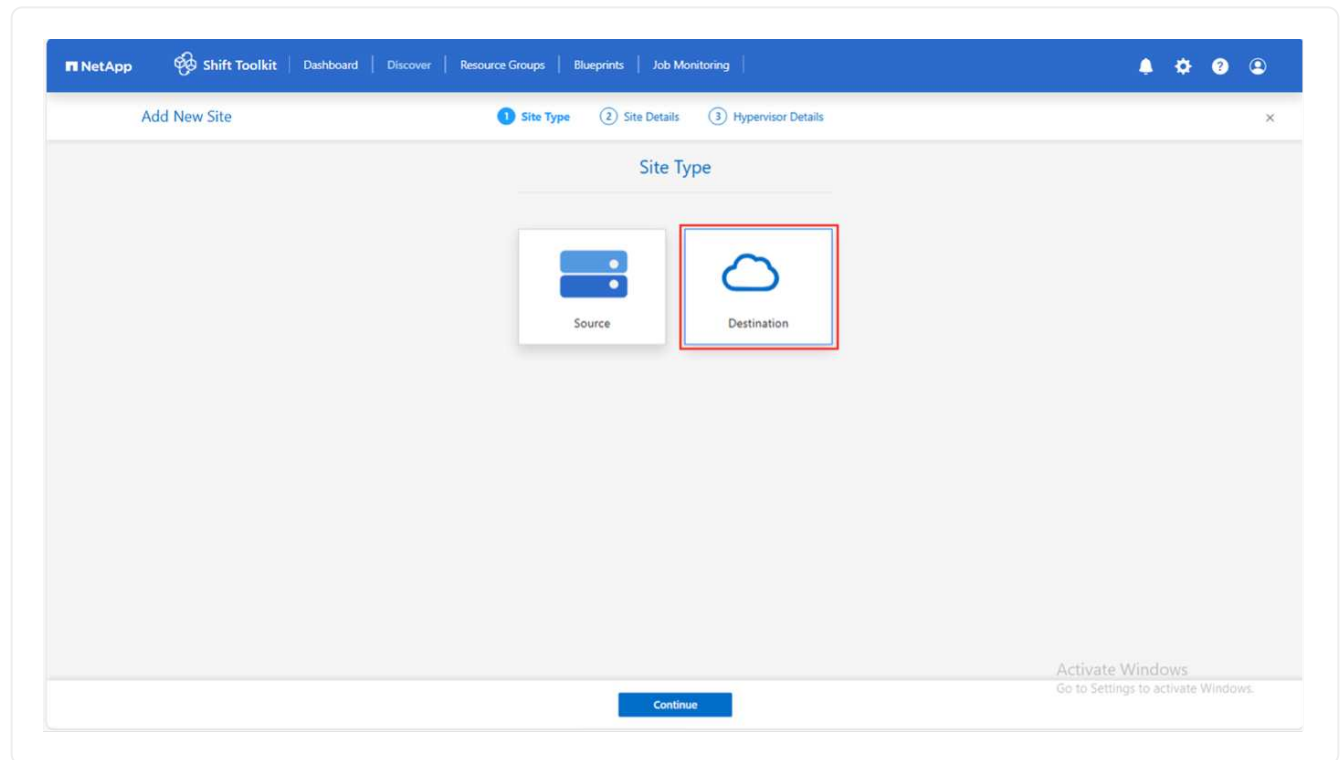 NetApp Shift Toolkit Dashboard Discover Resource Groups Blueprints Job Monitoring ?
Add New Site 1 Site Type 2 Site Details 3 Hypervisor Details ×
Site Type
Source Destination
Activate Windows
Go to Settings to activate Windows.
Continue